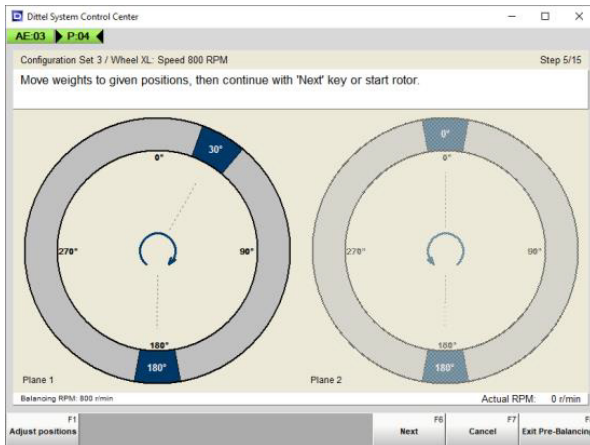 Dittel System Control Center
AE:03 P:04
Configuration Set 3 / Wheel XL: Speed 800 RPM Step 5/15
Move weights to given positions, then continue with 'Next' key or start rotor.
30° 0°
0° 0°
270° 90° 270° 90°
180° 180°
180° 180°
Plane 1 Plane 2
Balancing RPM: 800 r/min Actual RPM: 0 r/min
F1 F6 F7
Adjust positions Next Cancel Exit Pre-Balancing